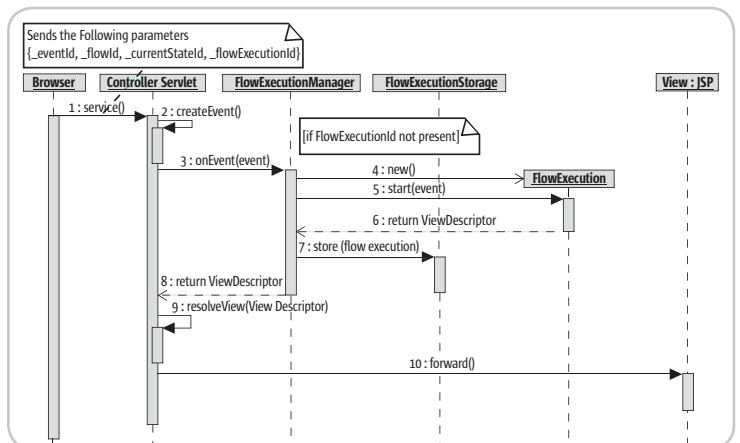 Sends the Following parameters
{_eventId, _flowId, _currentStateId, _flowExecutionId}
Browser
Controller Servlet
FlowExecutionManager
FlowExecutionStorage
View : JSP
1 : service()
2 : createEvent()
[if FlowExecutionId not present]
3 : onEvent(event)
4 : new()
FlowExecution
5 : start(event)
6 : return ViewDescriptor
7 : store (flow execution)
8 : return ViewDescriptor
9 : resolveView(View Descriptor)
10 : forward()